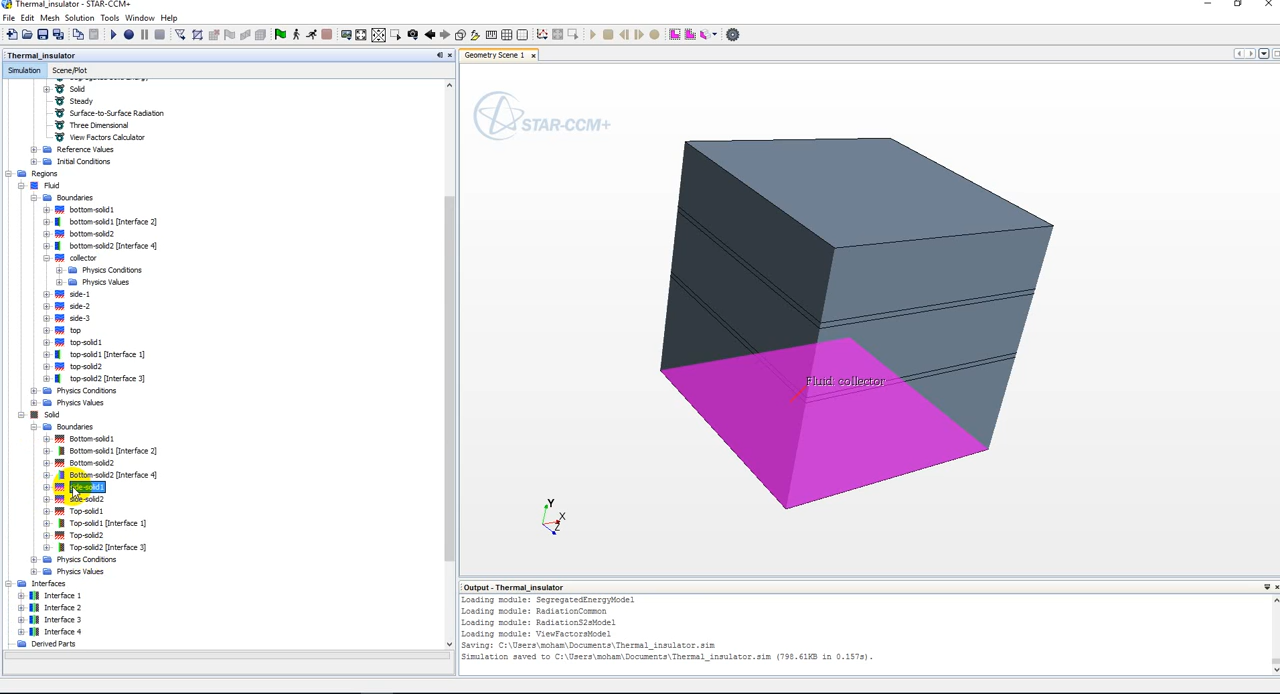 Thermal_insulator - STAR-CCM+
File Edit Mesh Solution Tools Window Help
Thermal_insulator
Simulation Scene/Plot
Solid
Steady
Surface-to-Surface Radiation
Three Dimensional
View Factors Calculator
Reference Values
Initial Conditions
Regions
Fluid
Boundaries
bottom-solid1
bottom-solid1 [Interface 2]
bottom-solid2
bottom-solid2 [Interface 4]
collector
Physics Conditions
Physics Values
side-1
side-2
side-3
top
top-solid1
top-solid1 [Interface 1]
top-solid2
top-solid2 [Interface 3]
Physics Conditions
Physics Values
Solid
Boundaries
Bottom-solid1
Bottom-solid1 [Interface 2]
Bottom-solid2
Bottom-solid2 [Interface 4]
side-solid1
side-solid2
Top-solid1
Top-solid1 [Interface 1]
Top-solid2
Top-solid2 [Interface 3]
Physics Conditions
Physics Values
Interfaces
Interface 1
Interface 2
Interface 3
Interface 4
Derived Parts
Geometry Scene 1
STAR-CCM+
Fluid: collector
Y
X
Z
Output - Thermal_insulator
Loading module: SegregatedEnergyModel
Loading module: RadiationCommon
Loading module: RadiationS2sModel
Loading module: ViewFactorsModel
Saving: C:\Users\moham\Documents\Thermal_insulator.sim
Simulation saved to C:\Users\moham\Documents\Thermal_insulator.sim (798.61KB in 0.157s).